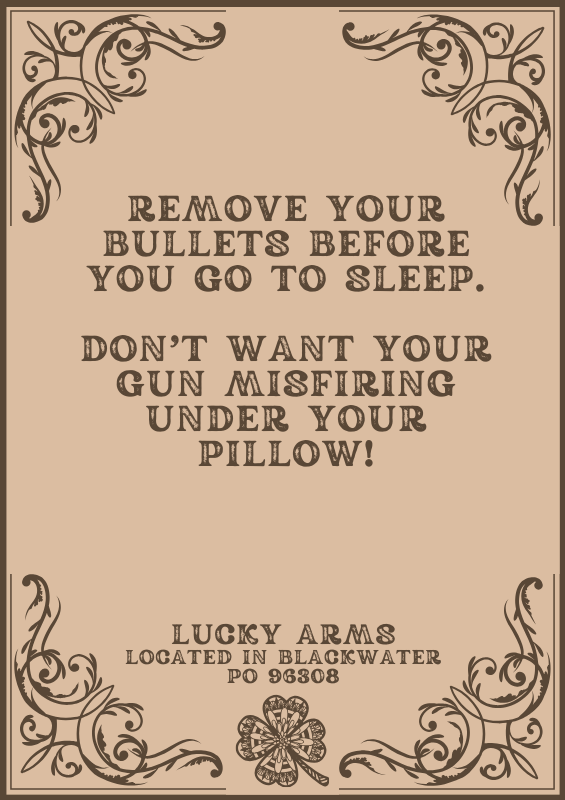 REMOVE YOUR
BULLETS BEFORE
YOU GO TO SLEEP.
DON'T WANT YOUR
GUN MISFIRING
UNDER YOUR
PILLOW!
LUCKY ARMS
LOCATED IN BLACKWATER
PO 96308